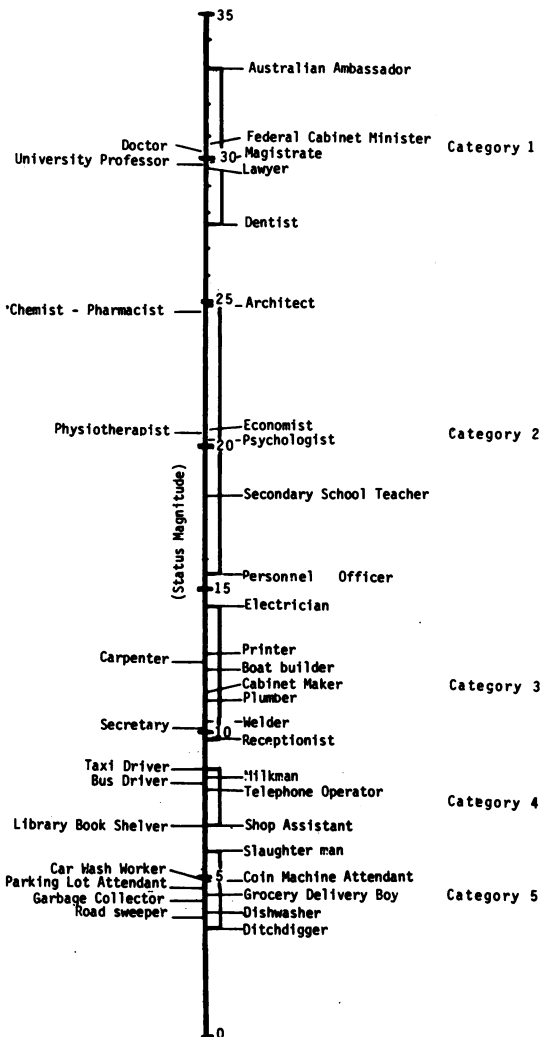 35
Australian Ambassador
Federal Cabinet Minister
Doctor
30 Magistrate
Category 1
University Professor
Lawyer
Dentist
25 Architect
Chemist - Pharmacist
Economist
Physiotherapist
Category 2
Psychologist
20
Secondary School Teacher
(Status Magnitude)
Personnel Officer
15
Electrician
Printer
Carpenter
Boat builder
Cabinet Maker
Category 3
Plumber
Welder
Secretary
10
Receptionist
Taxi Driver
Milkman
Bus Driver
Telephone Operator
Category 4
Library Book Shelver
Shop Assistant
Slaughter man
Car Wash Worker
5 Coin Machine Attendant
Parking Lot Attendant
Grocery Delivery Boy
Category 5
Garbage Collector
Road sweeper
Dishwasher
Ditchdigger
0